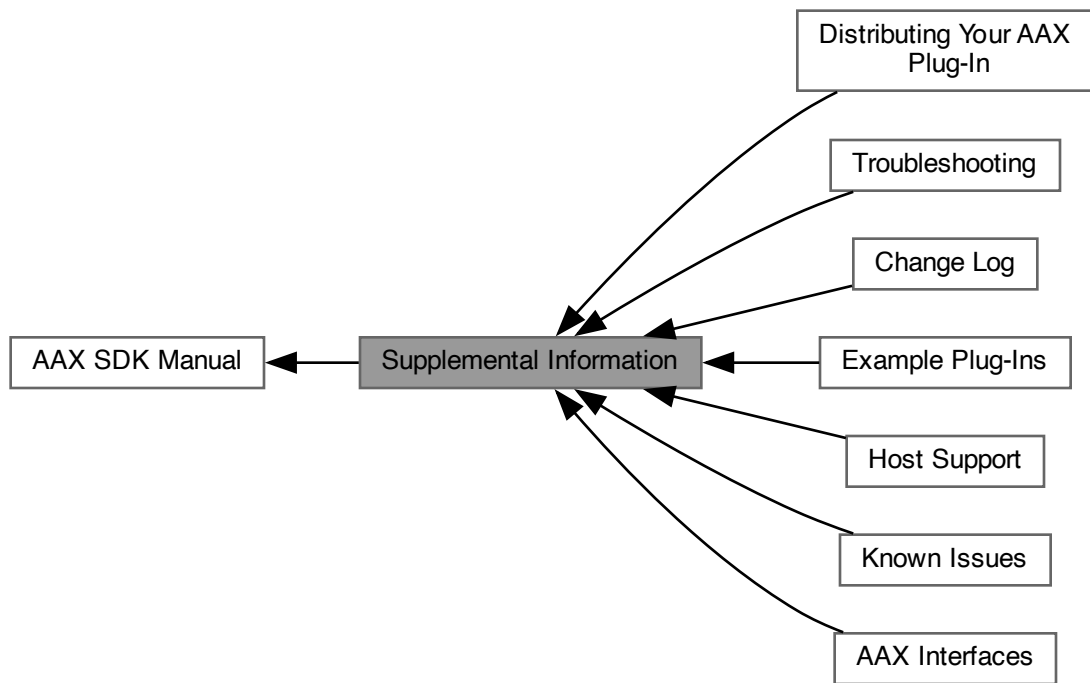 Distributing Your AAX
Plug-In
Troubleshooting
Change Log
AAX SDK Manual
Supplemental Information
Example Plug-Ins
Host Support
Known Issues
AAX Interfaces